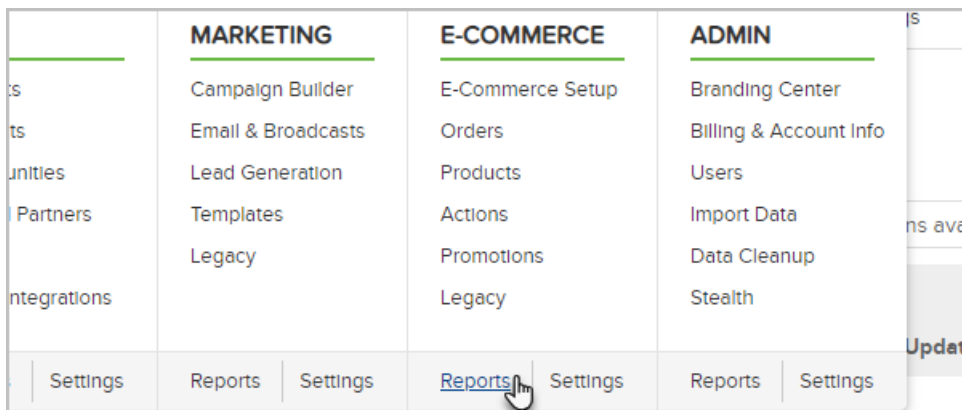 MARKETING E-COMMERCE ADMIN
Campaign Builder E-Commerce Setup Branding Center
Email & Broadcasts Orders Billing & Account Info
Lead Generation Products Users
Partners Templates Actions Import Data
Legacy Promotions Data Cleanup
Legacy Stealth
Settings Reports Settings Reports Settings Reports Settings